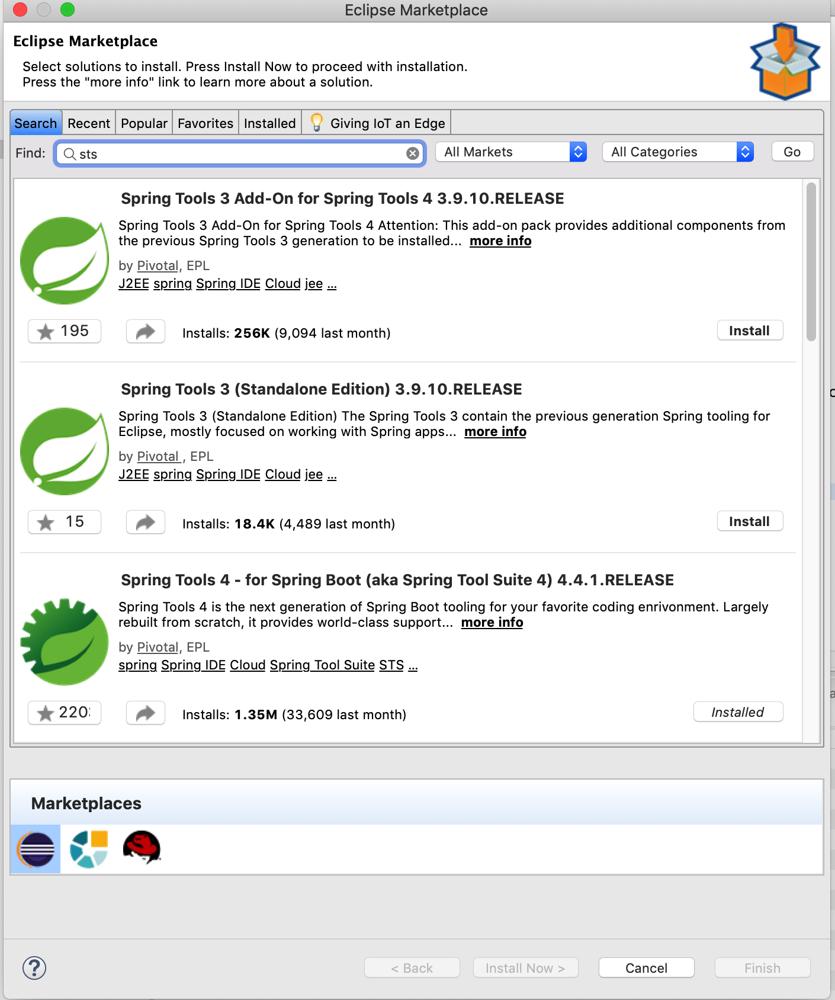 Eclipse Marketplace
Eclipse Marketplace
Select solutions to install. Press Install Now to proceed with installation.
Press the "more info" link to learn more about a solution.
Search Recent Popular Favorites Installed Giving IoT an Edge
Find: sts All Markets All Categories Go
Spring Tools 3 Add-On for Spring Tools 4 3.9.10.RELEASE
Spring Tools 3 Add-On for Spring Tools 4 Attention: This add-on pack provides additional components from
the previous Spring Tools 3 generation to be installed... more info
by Pivotal, EPL
J2EE spring Spring IDE Cloud jee ...
195 Installs: 256K (9,094 last month) Install
Spring Tools 3 (Standalone Edition) 3.9.10.RELEASE
Spring Tools 3 (Standalone Edition) The Spring Tools 3 contain the previous generation Spring tooling for
Eclipse, mostly focused on working with Spring apps... more info
by Pivotal , EPL
J2EE spring Spring IDE Cloud jee ...
15 Installs: 18.4K (4,489 last month) Install
Spring Tools 4 - for Spring Boot (aka Spring Tool Suite 4) 4.4.1.RELEASE
Spring Tools 4 is the next generation of Spring Boot tooling for your favorite coding enrivonment. Largely
rebuilt from scratch, it provides world-class support... more info
by Pivotal, EPL
spring Spring IDE Cloud Spring Tool Suite STS ...
Installs: 1.35M (33,609 last month) Installed
Marketplaces
? < Back Install Now > Cancel Finish